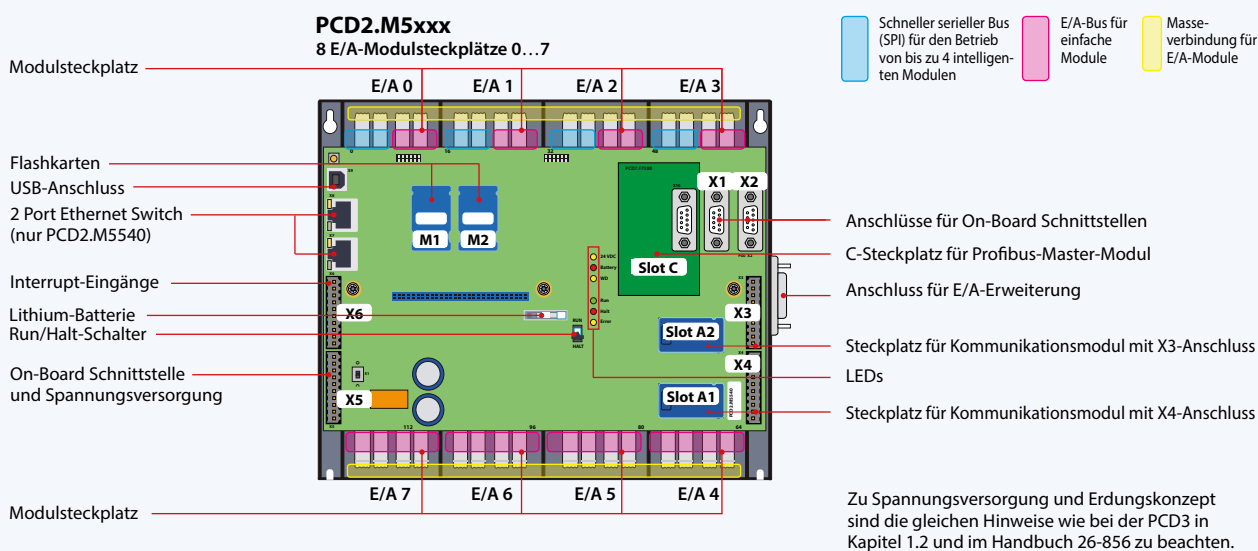 PCD2.M5xxx
8 E/A-Modulsteckplätze 0…7
Schneller serieller Bus
(SPI) für den Betrieb
von bis zu 4 intelligen-
ten Modulen
E/A-Bus für
einfache
Module
Masse-
verbindung für
E/A-Module
Modulsteckplatz
E/A 0 E/A 1 E/A 2 E/A 3
0 16 32 48
Flashkarten
USB-Anschluss
2 Port Ethernet Switch
(nur PCD2.M5540)
Interrupt-Eingänge
Lithium-Batterie
Run/Halt-Schalter
On-Board Schnittstelle
und Spannungsversorgung
M1 M2
X1 X2
Slot C
24 VDC
Battery
WD
Run
Halt
Error
RUN
HALT
X6
X3
Slot A2
X4
X5
Slot A1
PCD2.M5540
Anschlüsse für On-Board Schnittstellen
C-Steckplatz für Profibus-Master-Modul
Anschluss für E/A-Erweiterung
Steckplatz für Kommunikationsmodul mit X3-Anschluss
LEDs
Steckplatz für Kommunikationsmodul mit X4-Anschluss
112 96 80 64
E/A 7 E/A 6 E/A 5 E/A 4
Modulsteckplatz
Zu Spannungsversorgung und Erdungskonzept
sind die gleichen Hinweise wie bei der PCD3 in
Kapitel 1.2 und im Handbuch 26-856 zu beachten.